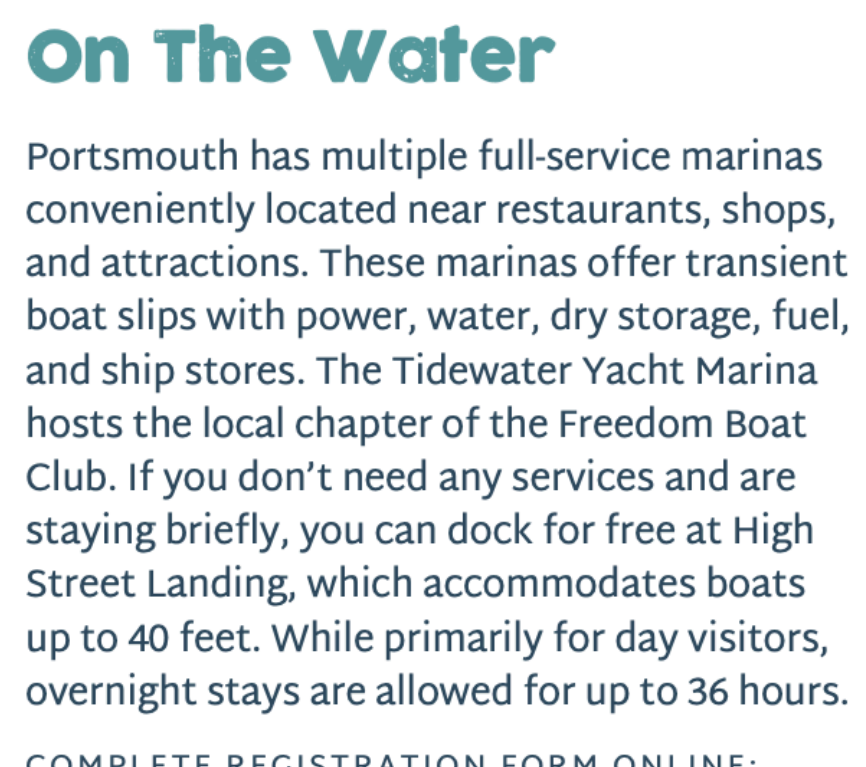 On The Water
Portsmouth has multiple full-service marinas
conveniently located near restaurants, shops,
and attractions. These marinas offer transient
boat slips with power, water, dry storage, fuel,
and ship stores. The Tidewater Yacht Marina
hosts the local chapter of the Freedom Boat
Club. If you don’t need any services and are
staying briefly, you can dock for free at High
Street Landing, which accommodates boats
up to 40 feet. While primarily for day visitors,
overnight stays are allowed for up to 36 hours.
COMPLETE REGISTRATION FORM ONLINE: